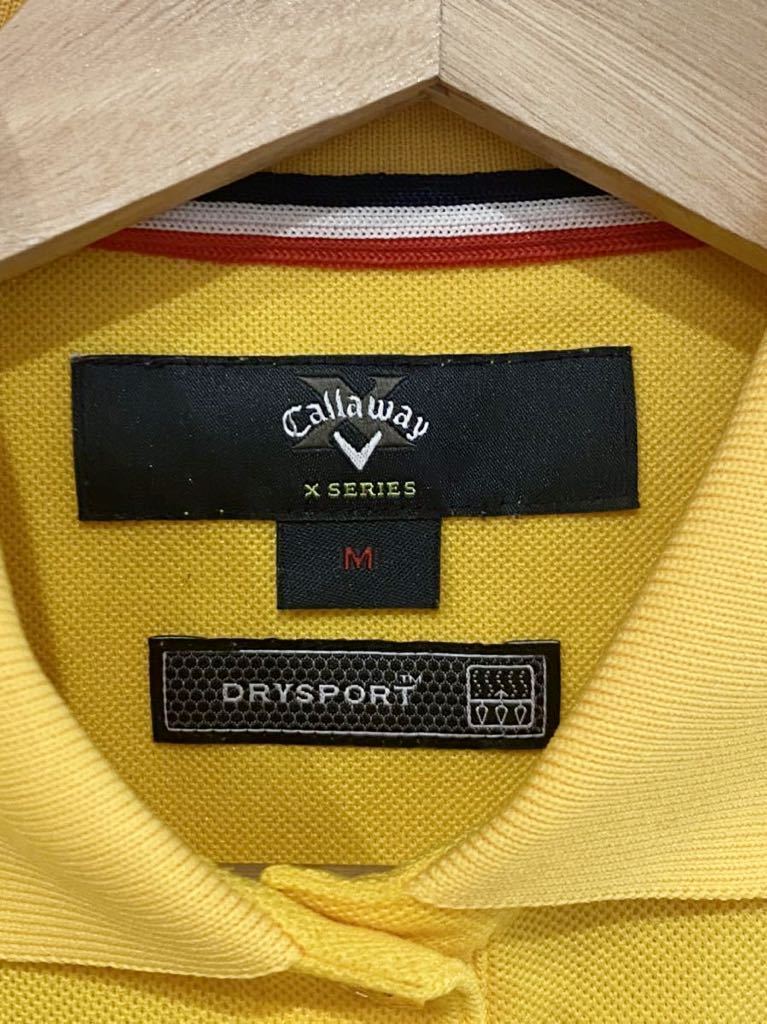 X
Callaway
X SERIES
M
DRYSPORT™